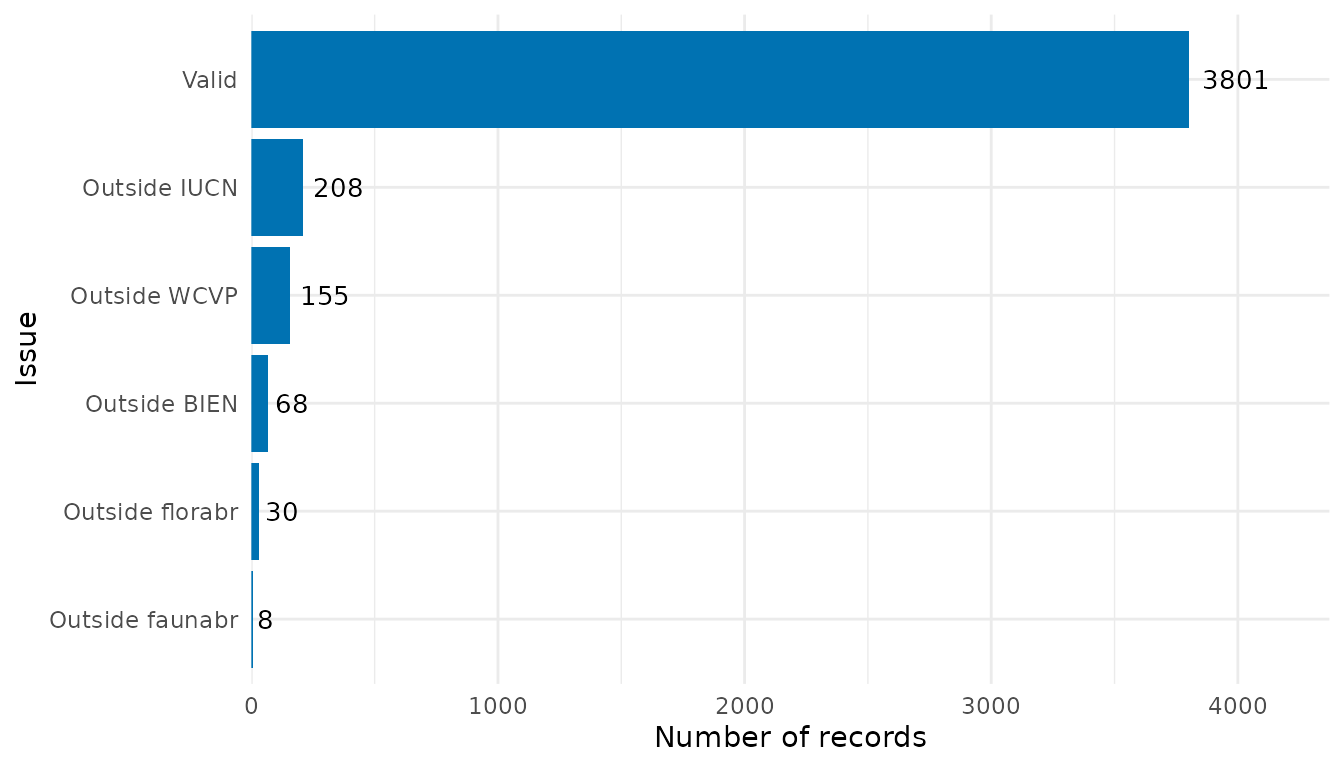 Valid
3801
Outside IUCN
208
Outside WCVP
155
Outside BIEN
68
Outside florabr
30
Outside faunabr
8
Issue
0 1000 2000 3000 4000
Number of records